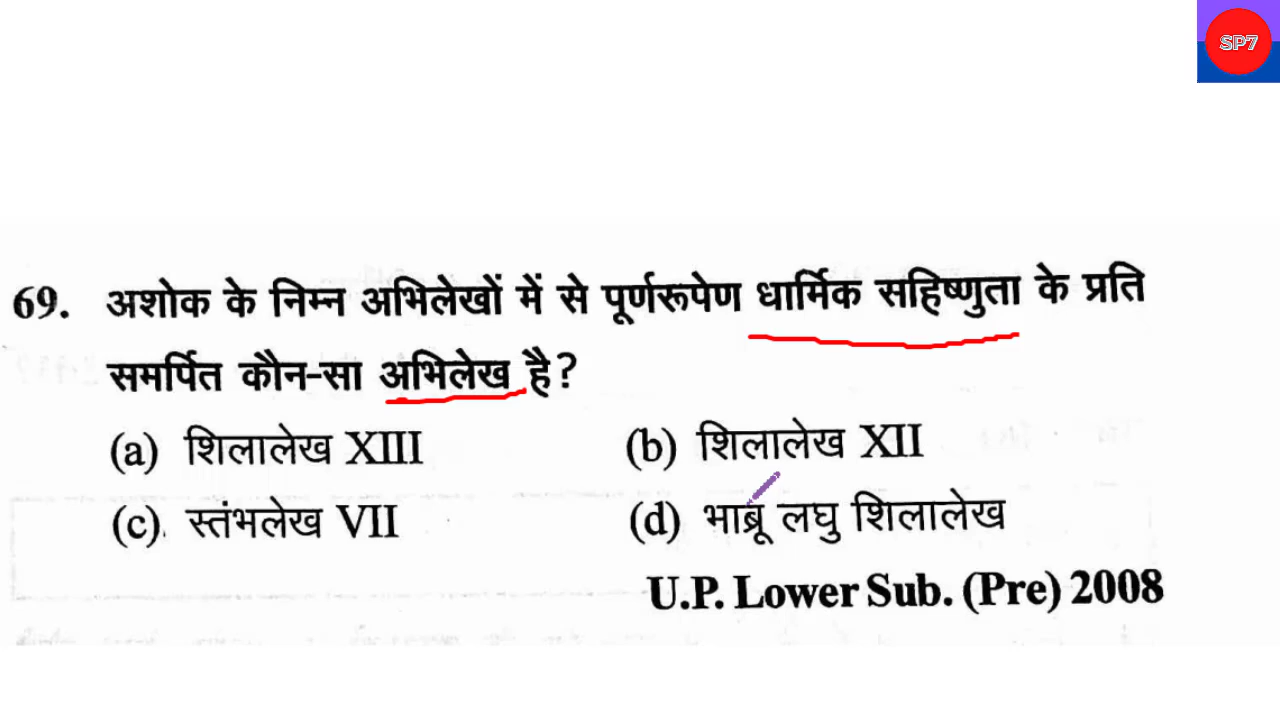 SP7
69. अशोक के निम्न अभिलेखों में से पूर्णरूपेण धार्मिक सहिष्णुता के प्रति
समर्पित कौन-सा अभिलेख है?
(a) शिलालेख XIII (b) शिलालेख XII
(c) स्तंभलेख VII (d) भाब्रू लघु शिलालेख
U.P. Lower Sub. (Pre) 2008